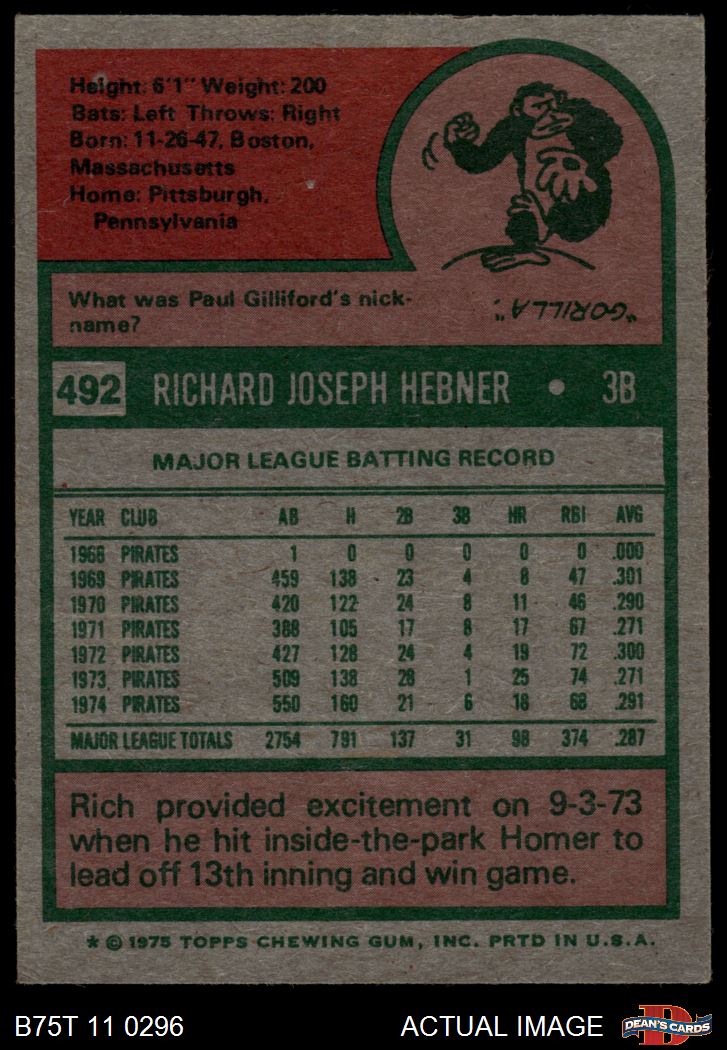 Height: 6'1" Weight: 200
Bats: Left Throws: Right
Born: 11-26-47, Boston,
Massachusetts
Home: Pittsburgh,
Pennsylvania
What was Paul Gilliford's nick-
name?
"GORILLA".
492 RICHARD JOSEPH HEBNER • 3B
MAJOR LEAGUE BATTING RECORD
YEAR CLUB AB H 2B 3B HR RBI AVG
1968 PIRATES 1 0 0 0 0 0 .000
1969 PIRATES 459 138 23 4 8 47 .301
1970 PIRATES 420 122 24 8 11 46 .290
1971 PIRATES 388 105 17 8 17 67 .271
1972 PIRATES 427 128 24 4 19 72 .300
1973 PIRATES 509 138 28 1 25 74 .271
1974 PIRATES 550 160 21 6 18 68 .291
MAJOR LEAGUE TOTALS 2754 791 137 31 98 374 .287
Rich provided excitement on 9-3-73
when he hit inside-the-park Homer to
lead off 13th inning and win game.
* © 1975 TOPPS CHEWING GUM, INC. PRTD IN U.S.A.
B75T 11 0296 ACTUAL IMAGE D DEAN'S CARDS